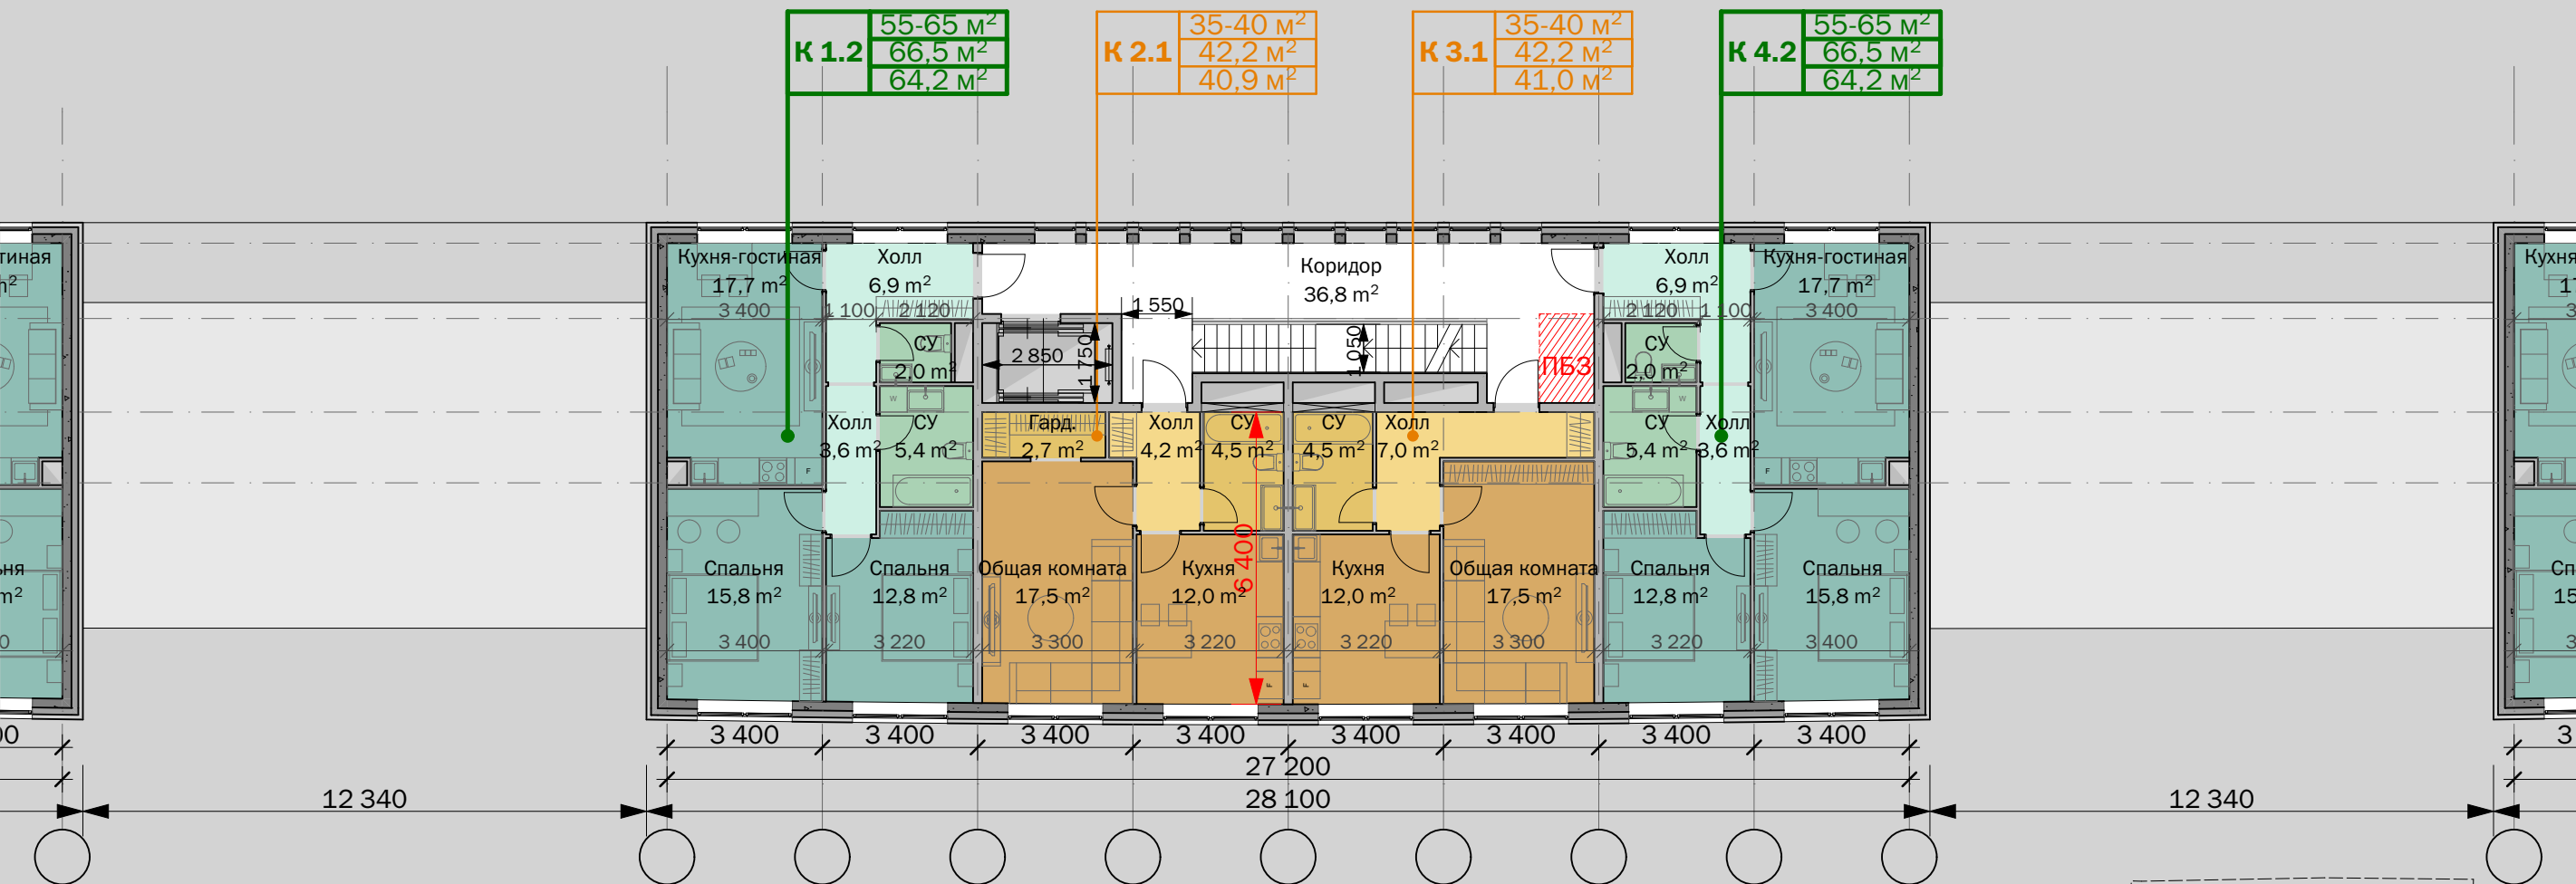 К 1.2
55-65 м²
66,5 м²
64,2 м²
К 2.1
35-40 м²
42,2 м²
40,9 м²
К 3.1
35-40 м²
42,2 м²
41,0 м²
К 4.2
55-65 м²
66,5 м²
64,2 м²
Кухня-гостиная
17,7 m²
3 400
Холл
6,9 m²
1 100
2 120
Коридор
36,8 m²
1 550
Холл
6,9 m²
2 120
1 100
Кухня-гостиная
17,7 m²
3 400
СУ
2,0 m²
2 850
1 750
1 050
ПБЗ
СУ
2,0 m²
W
W
Холл
3,6 m²
СУ
5,4 m²
Гард.
2,7 m²
Холл
4,2 m²
СУ
4,5 m²
СУ
4,5 m²
Холл
7,0 m²
СУ
5,4 m²
Холл
3,6 m²
F
F
6 400
Спальня
15,8 m²
Спальня
12,8 m²
Общая комната
17,5 m²
Кухня
12,0 m²
Кухня
12,0 m²
Общая комната
17,5 m²
Спальня
12,8 m²
Спальня
15,8 m²
3 400
3 220
3 300
3 220
3 220
3 300
3 220
3 400
F
F
3 400
3 400
3 400
3 400
3 400
3 400
3 400
3 400
27 200
12 340
28 100
12 340